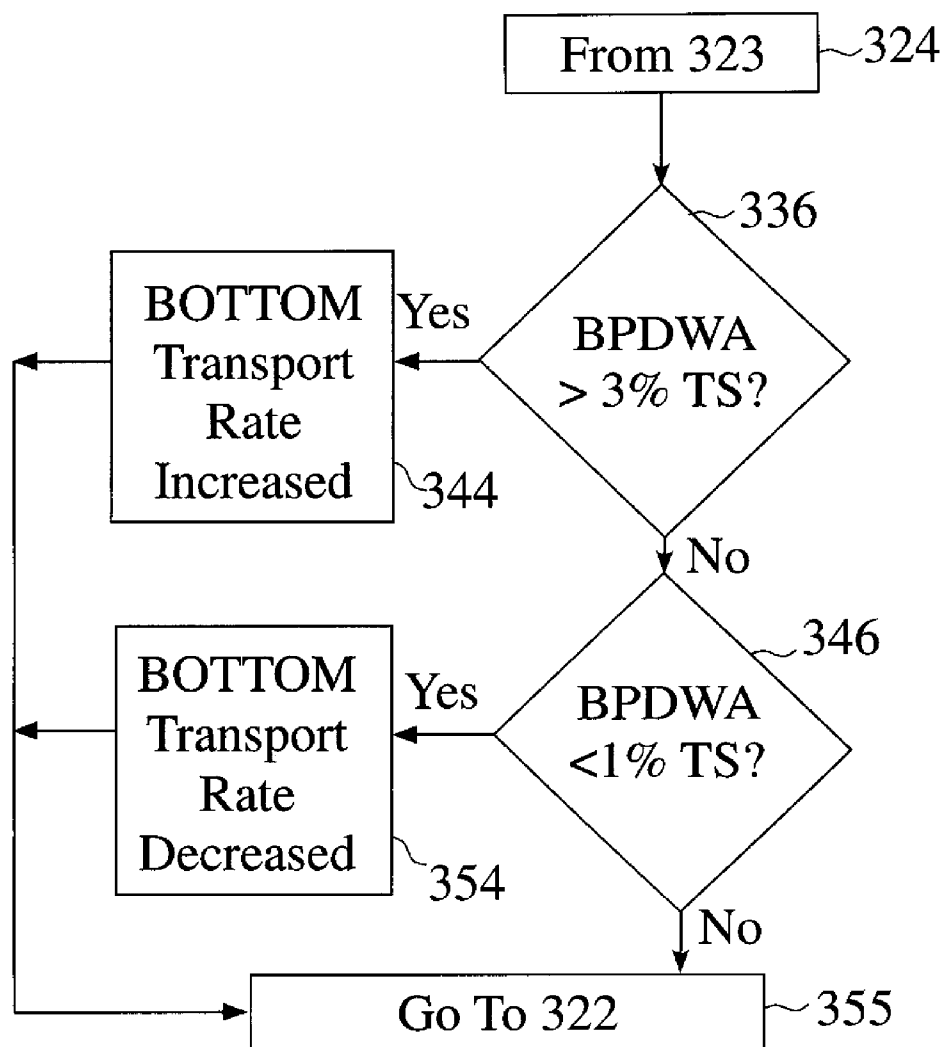 From 323
324
336
BPDWA
> 3% TS?
Yes
BOTTOM
Transport
Rate
Increased
344
No
346
BPDWA
<1% TS?
Yes
BOTTOM
Transport
Rate
Decreased
354
No
Go To 322
355